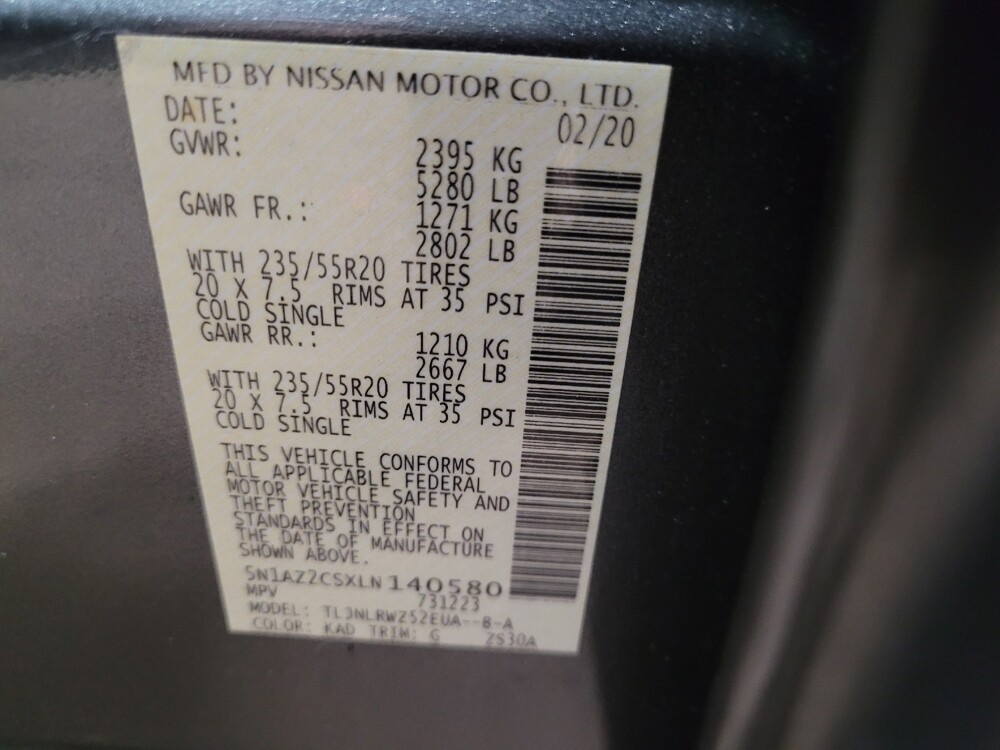 MFD BY NISSAN MOTOR CO., LTD.
DATE: 02/20
GVWR: 2395 KG
5280 LB
GAWR FR.: 1271 KG
2802 LB
WITH 235/55R20 TIRES
20 X 7.5 RIMS AT 35 PSI
COLD SINGLE
GAWR RR.: 1210 KG
2667 LB
WITH 235/55R20 TIRES
20 X 7.5 RIMS AT 35 PSI
COLD SINGLE
THIS VEHICLE CONFORMS TO
ALL APPLICABLE FEDERAL
MOTOR VEHICLE SAFETY AND
THEFT PREVENTION
STANDARDS IN EFFECT ON
THE DATE OF MANUFACTURE
SHOWN ABOVE.
5N1AZ2CSXLN140580
MPV 731223
MODEL: TLJNLRWZ52EUA--B-A
COLOR: KAD TRIM: G ZS30A